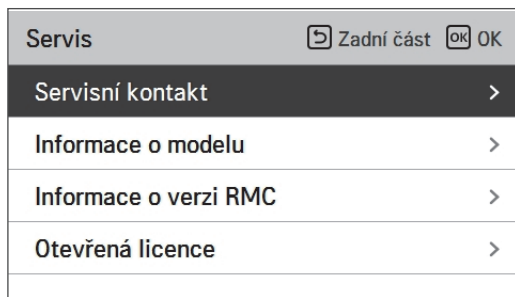 Servis Zadní část OK OK
Servisní kontakt
Informace o modelu
Informace o verzi RMC
Otevřená licence